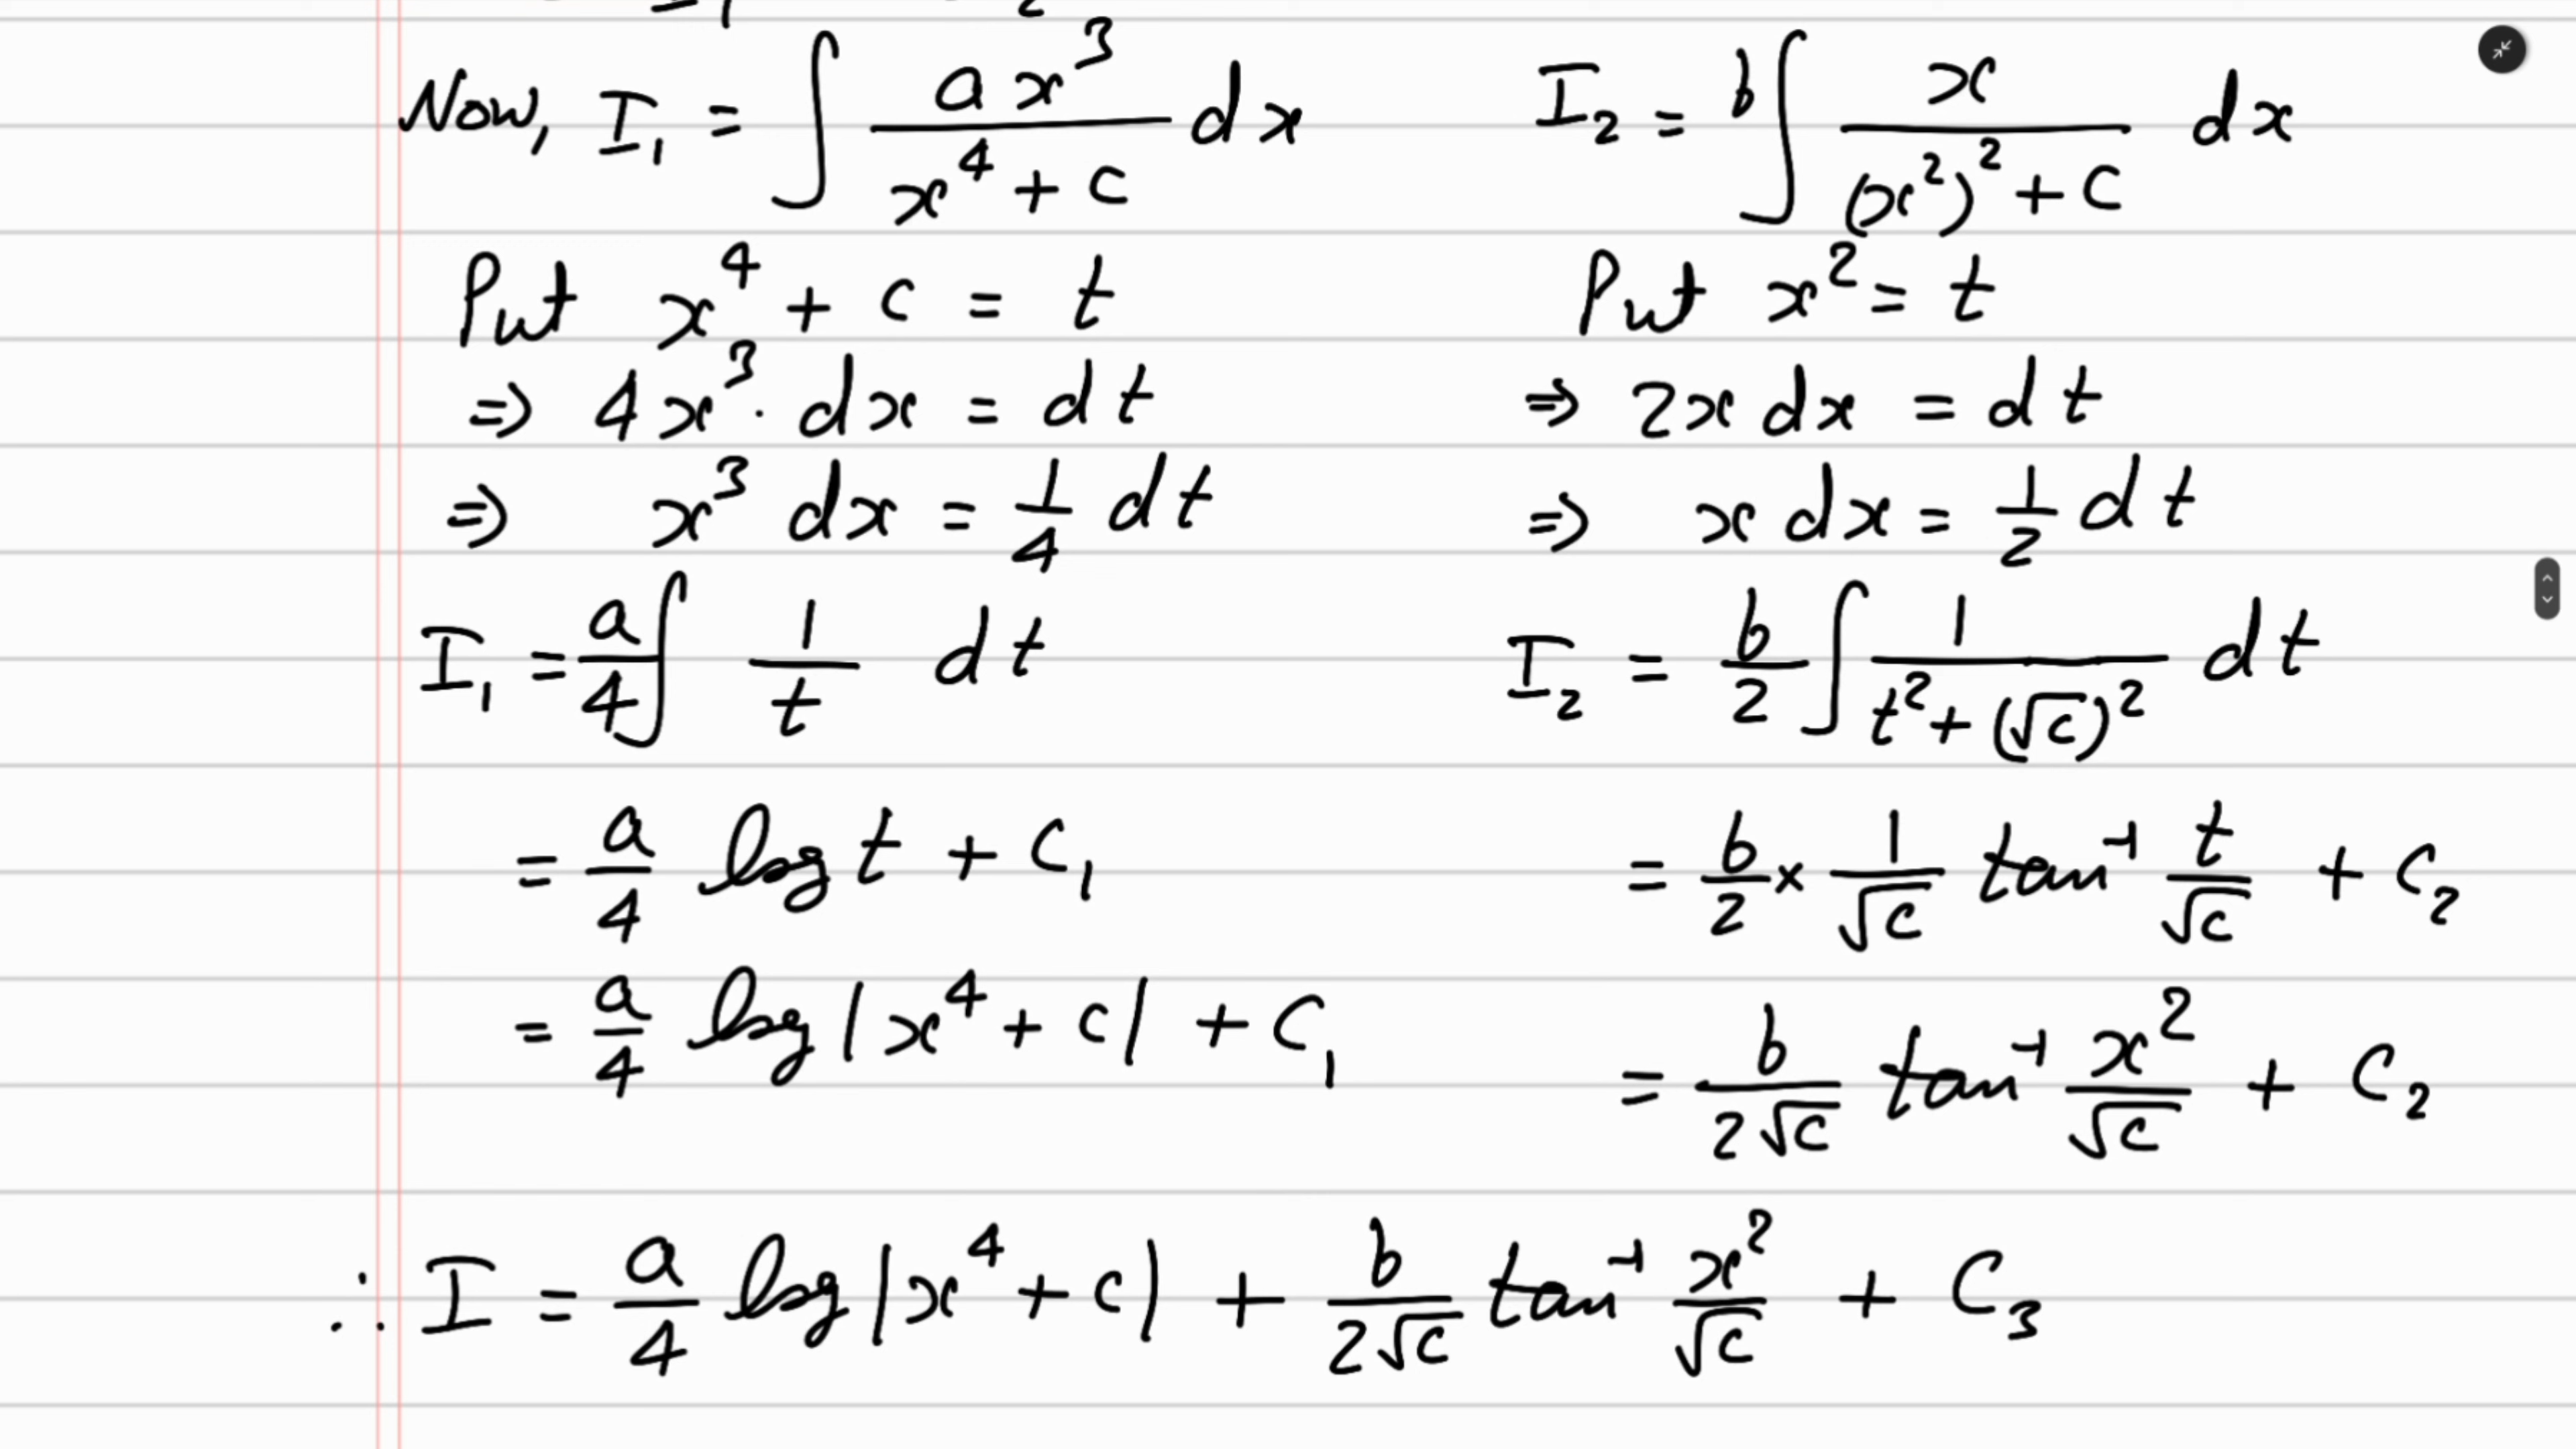 Now, I₁ = ∫ ax³/(x⁴ + c) dx
Put x⁴ + c = t
⇒ 4x³ · dx = dt
⇒ x³ dx = 1/4 dt
I₁ = a/4 ∫ 1/t dt
= a/4 log t + C₁
= a/4 log |x⁴ + c| + C₁
I₂ = b ∫ x/((x²)² + c) dx
Put x² = t
⇒ 2x dx = dt
⇒ x dx = 1/2 dt
I₂ = b/2 ∫ 1/(t² + (√c)²) dt
= b/2 × 1/√c tan⁻¹ t/√c + C₂
= b/(2√c) tan⁻¹ x²/√c + C₂
∴ I = a/4 log |x⁴ + c| + b/(2√c) tan⁻¹ x²/√c + C₃